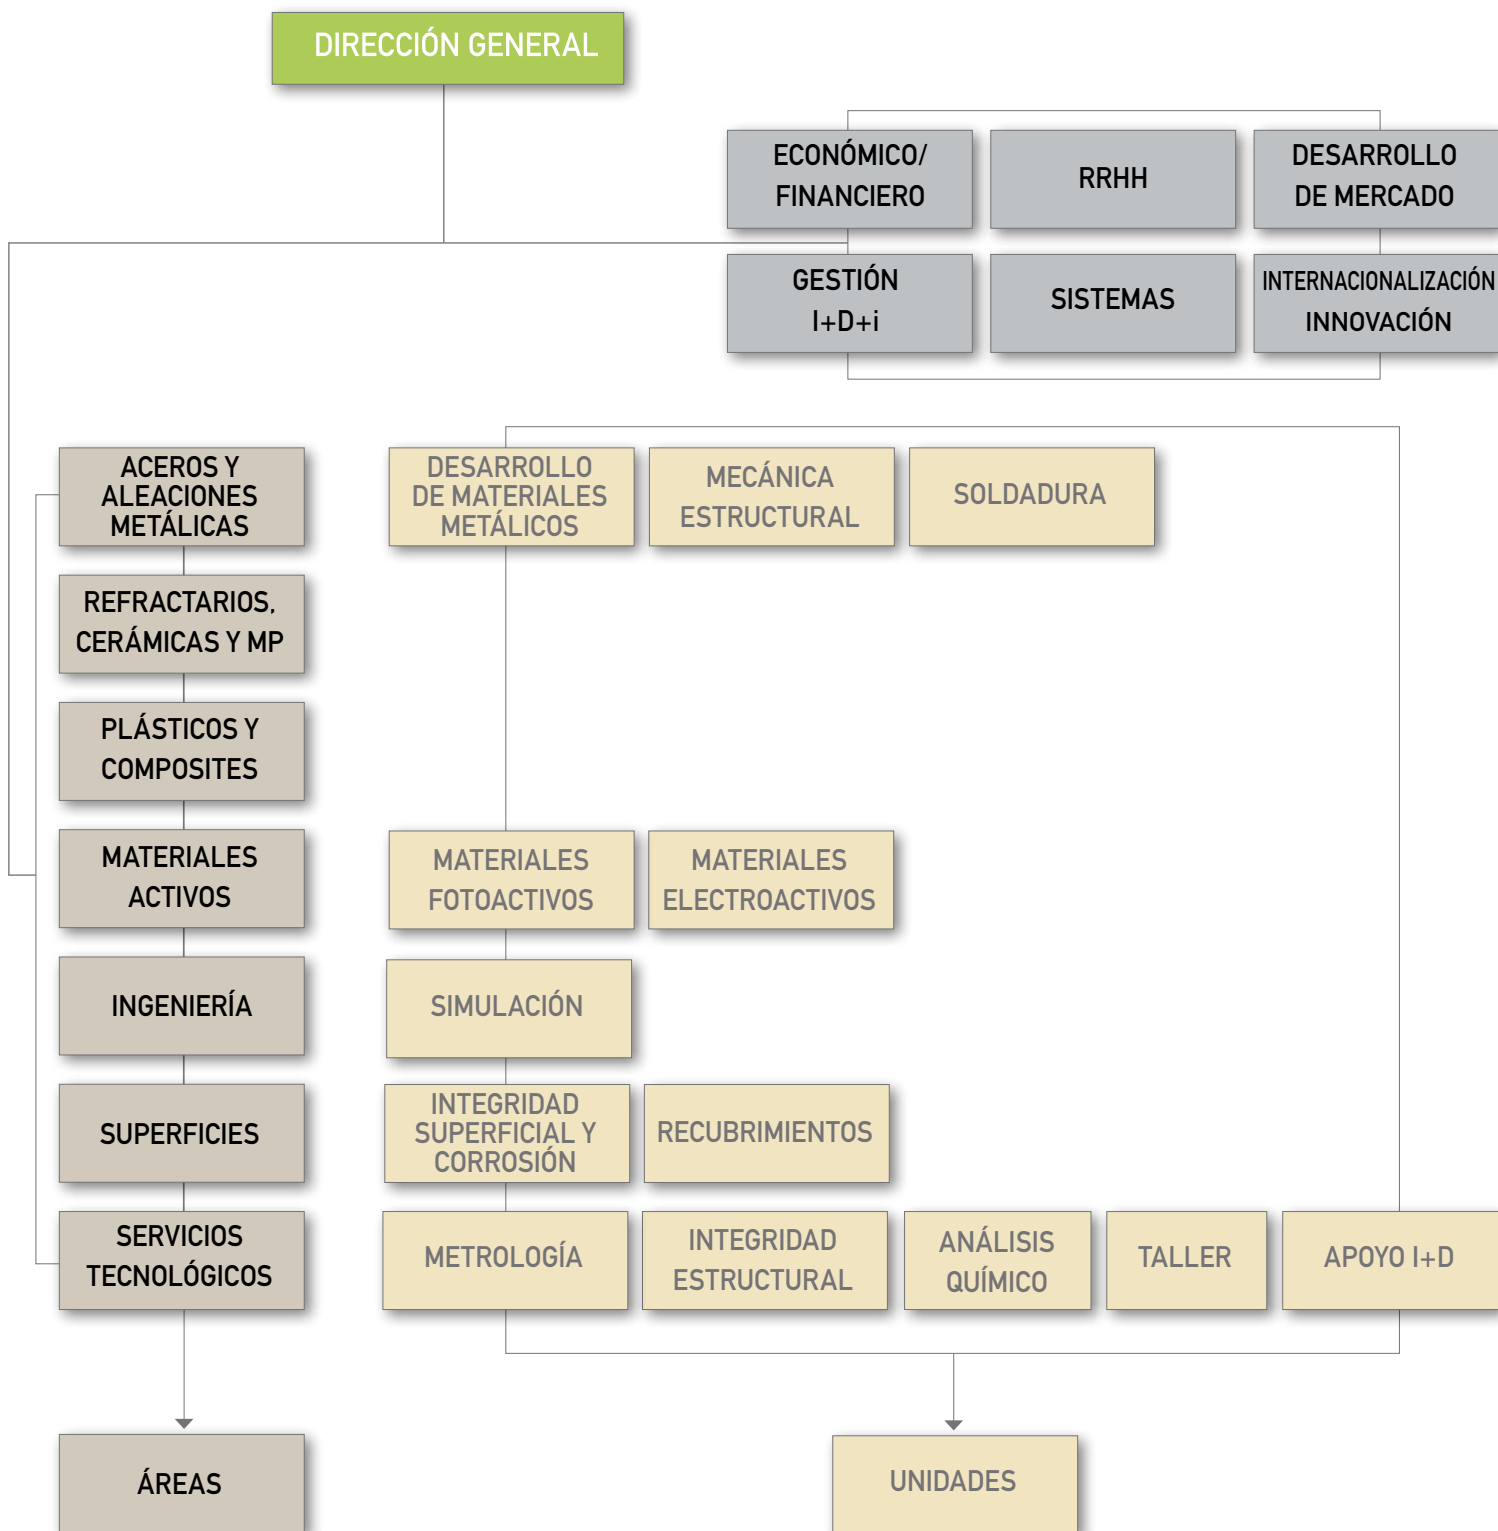 DIRECCIÓN GENERAL
ECONÓMICO/
FINANCIERO
RRHH
DESARROLLO
DE MERCADO
GESTIÓN
I+D+i
SISTEMAS
INTERNACIONALIZACIÓN
INNOVACIÓN
ACEROS Y
ALEACIONES
METÁLICAS
DESARROLLO
DE MATERIALES
METÁLICOS
MECÁNICA
ESTRUCTURAL
SOLDADURA
REFRACTARIOS,
CERÁMICAS Y MP
PLÁSTICOS Y
COMPOSITES
MATERIALES
ACTIVOS
MATERIALES
FOTOACTIVOS
MATERIALES
ELECTROACTIVOS
INGENIERÍA
SIMULACIÓN
SUPERFICIES
INTEGRIDAD
SUPERFICIAL Y
CORROSIÓN
RECUBRIMIENTOS
SERVICIOS
TECNOLÓGICOS
METROLOGÍA
INTEGRIDAD
ESTRUCTURAL
ANÁLISIS
QUÍMICO
TALLER
APOYO I+D
ÁREAS
UNIDADES